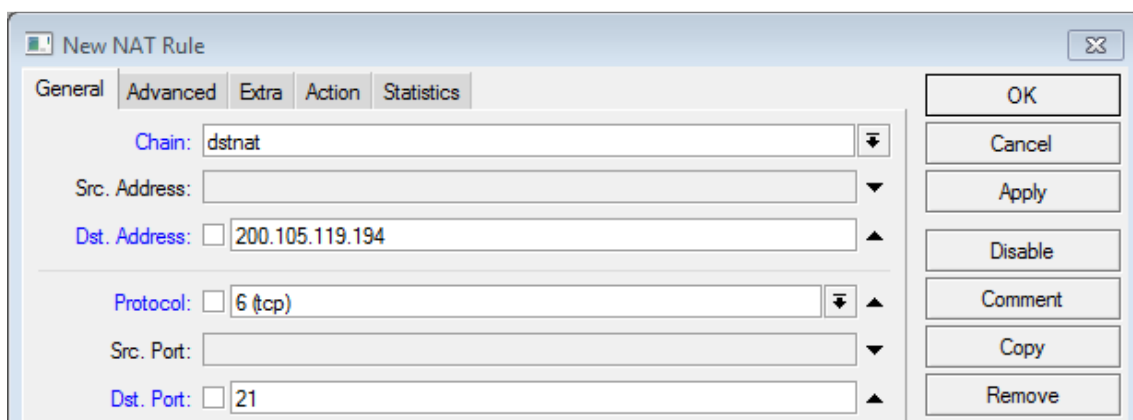 New NAT Rule
General Advanced Extra Action Statistics
OK
Chain: dstnat
Cancel
Src. Address:
Apply
Dst. Address: 200.105.119.194
Disable
Protocol: 6 (tcp)
Comment
Src. Port:
Copy
Dst. Port: 21
Remove